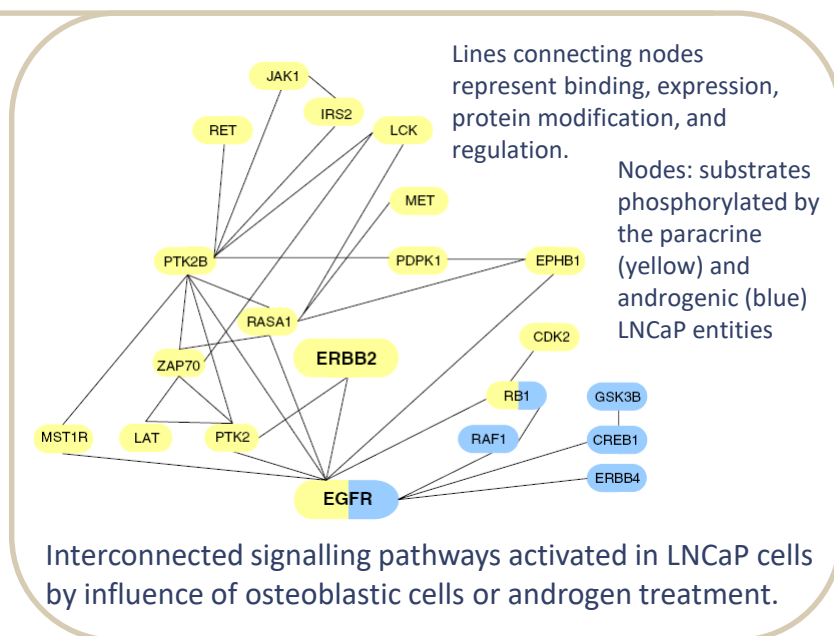 Lines connecting nodes
represent binding, expression,
protein modification, and
regulation.
Nodes: substrates
phosphorylated by
the paracrine
(yellow) and
androgenic (blue)
LNCaP entities
JAK1
IRS2
RET
LCK
MET
PTK2B
PDPK1
EPHB1
RASA1
CDK2
ZAP70
ERBB2
RB1
GSK3B
MST1R
LAT
PTK2
RAF1
CREB1
ERBB4
EGFR
Interconnected signalling pathways activated in LNCaP cells
by influence of osteoblastic cells or androgen treatment.